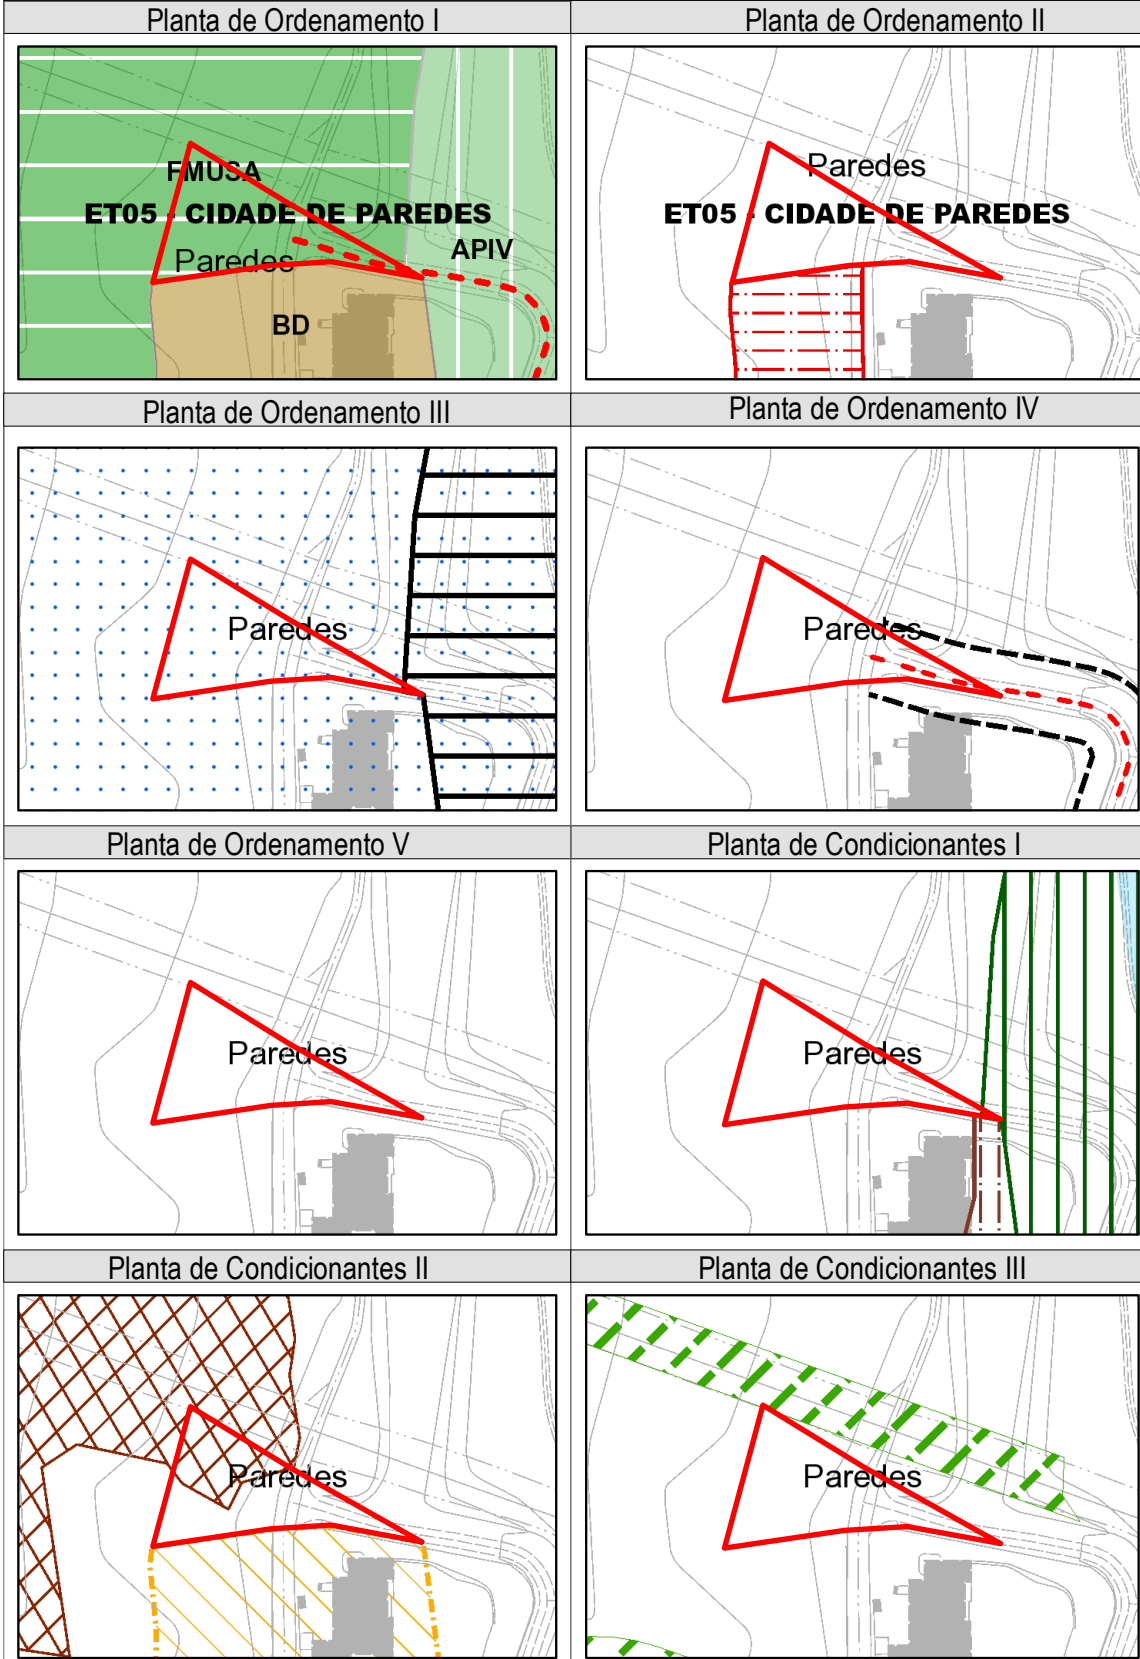 Planta de Ordenamento I
Planta de Ordenamento II
FMUSA
ET05 - CIDADE DE PAREDES
APIV
Paredes
BD
Paredes
ET05 - CIDADE DE PAREDES
Planta de Ordenamento III
Planta de Ordenamento IV
Paredes
Paredes
Planta de Ordenamento V
Planta de Condicionantes I
Paredes
Paredes
Planta de Condicionantes II
Planta de Condicionantes III
Paredes
Paredes